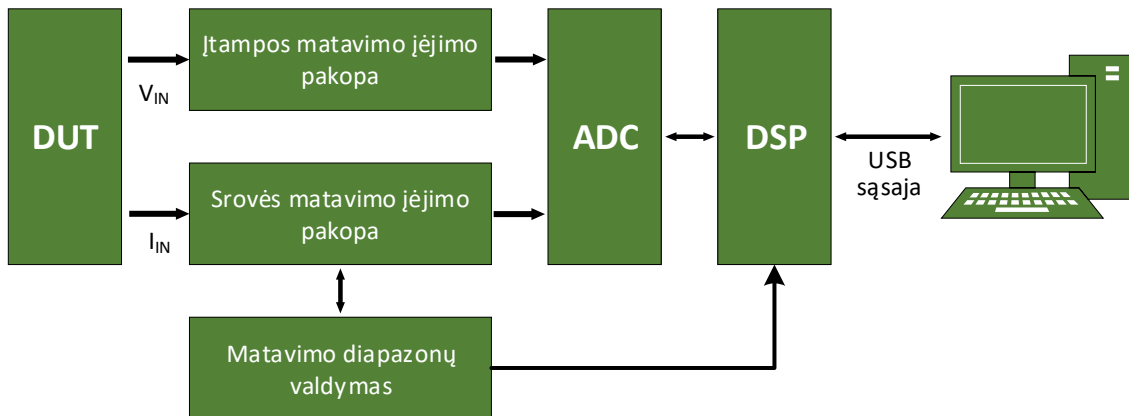 DUT
V_IN
I_IN
Įtampos matavimo įėjimo
pakopa
Srovės matavimo įėjimo
pakopa
Matavimo diapazonų
valdymas
ADC
DSP
USB
sąsaja